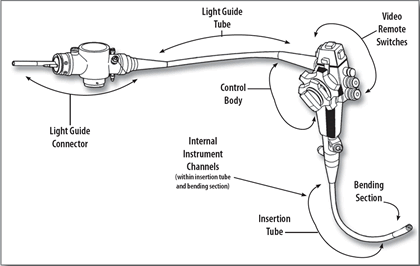 Light Guide
Tube
Video
Remote
Switches
Control
Body
Light Guide
Connector
Internal
Instrument
Channels
(within insertion tube
and bending section)
Bending
Section
Insertion
Tube